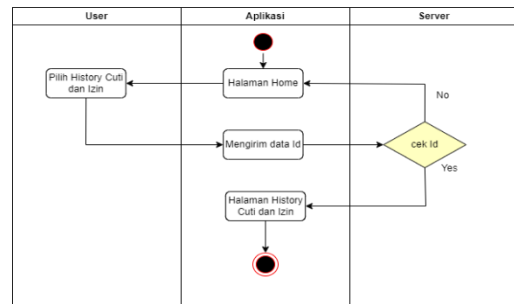 User
Aplikasi
Server
Pilih History Cuti
dan Izin
Halaman Home
No
Mengirim data Id
cek Id
Yes
Halaman History
Cuti dan Izin